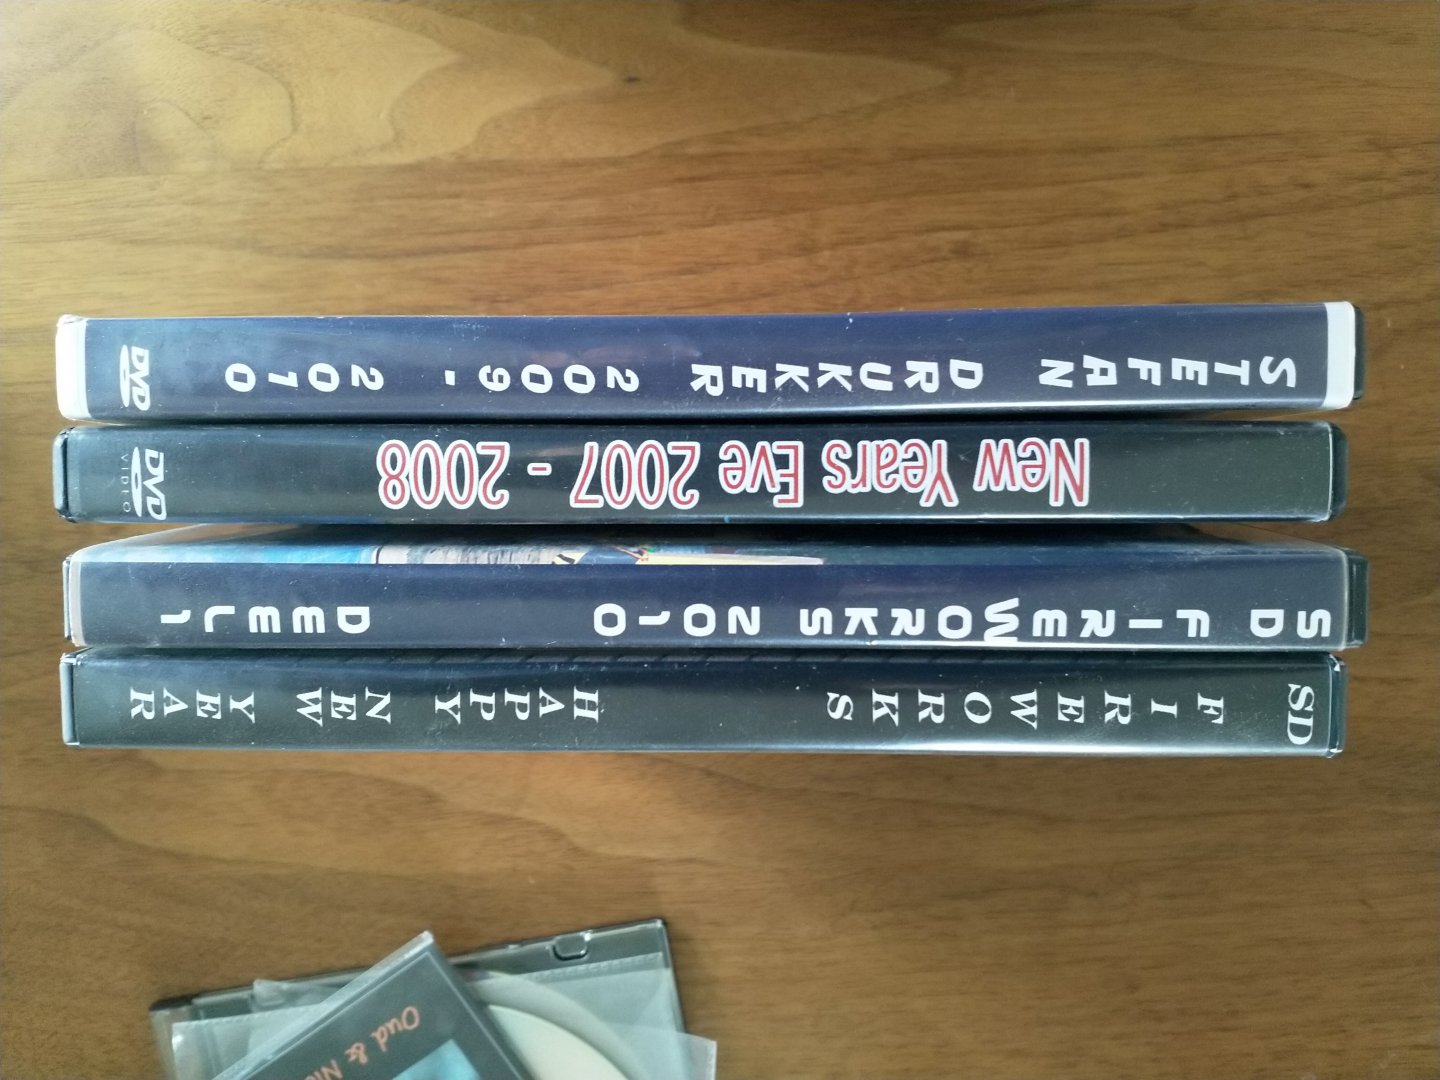 STEFAN DRUKKER 2009 - 2010
DVD
New Years Eve 2007 - 2008
DVD
VIDEO
SD FIREWORKS 2010 DEEL 1
SD FIREWORKS HAPPY NEW YEAR
Oud &